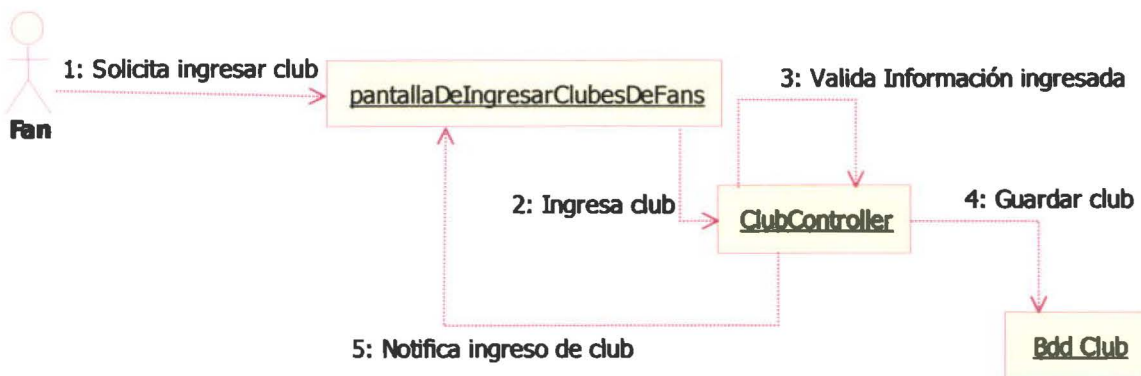 1: Solicita ingresar club
Fan
pantallaDeIngresarClubesDeFans
3: Valida Información ingresada
2: Ingresa club
ClubController
4: Guardar club
5: Notifica ingreso de club
Bdd Club